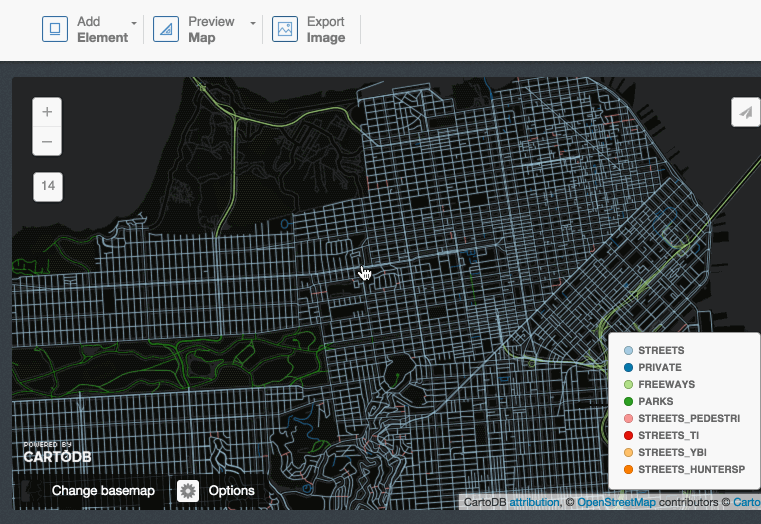 Add
Element
Preview
Map
Export
Image
+
−
14
STREETS
PRIVATE
FREEWAYS
PARKS
STREETS_PEDESTRI
STREETS_TI
STREETS_YBI
STREETS_HUNTERSP
POWERED BY
CARTODB
Change basemap
Options
CartoDB attribution, © OpenStreetMap contributors © Carto